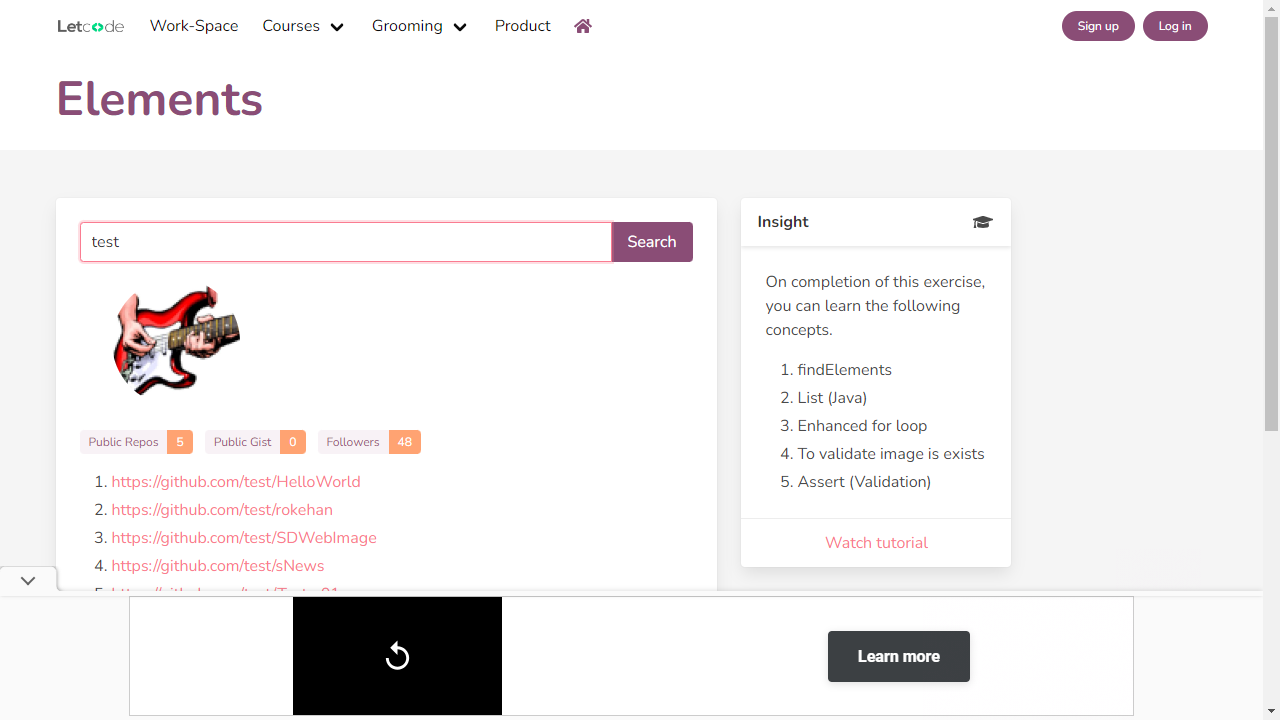 Letcode Work-Space Courses Grooming Product Sign up Log in
Elements
test Search
Public Repos 5 Public Gist 0 Followers 48
1. https://github.com/test/HelloWorld
2. https://github.com/test/rokehan
3. https://github.com/test/SDWebImage
4. https://github.com/test/sNews
Insight
On completion of this exercise,
you can learn the following
concepts.
1. findElements
2. List (Java)
3. Enhanced for loop
4. To validate image is exists
5. Assert (Validation)
Watch tutorial
Learn more